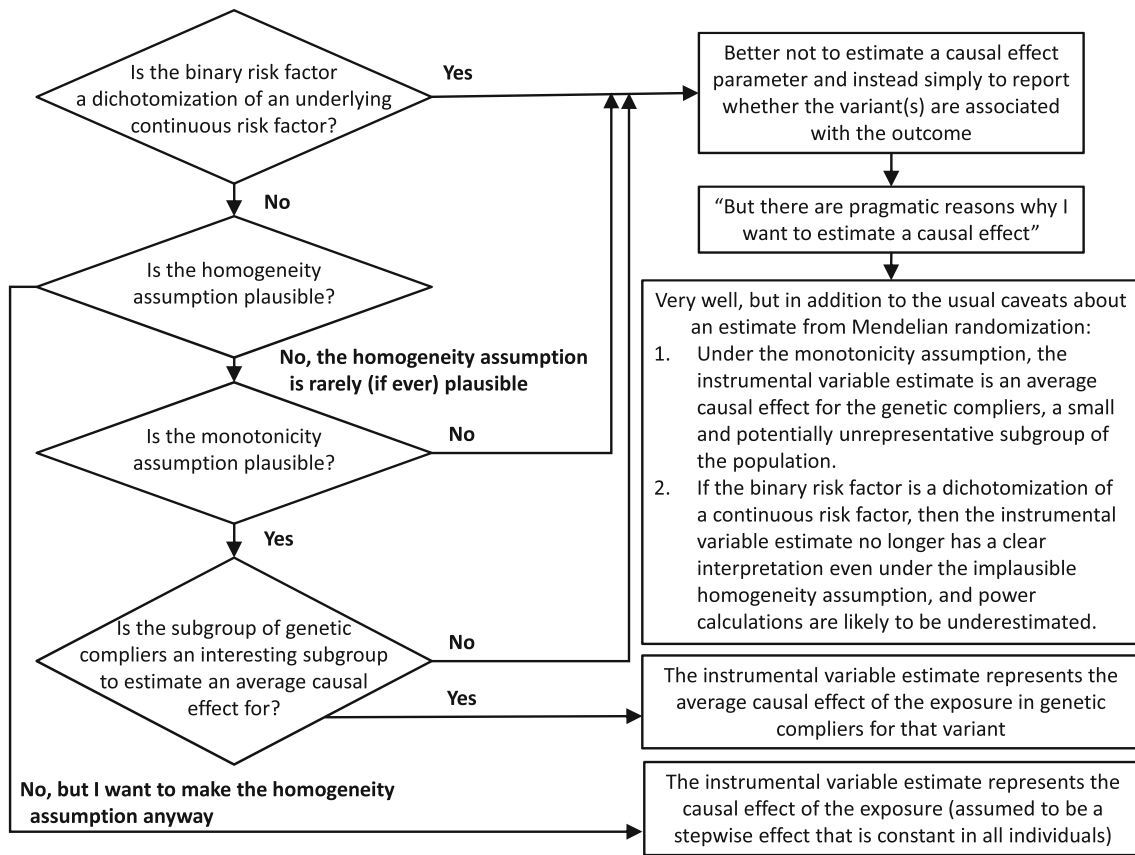 Is the binary risk factor
a dichotomization of an underlying
continuous risk factor?
Yes
Better not to estimate a causal effect
parameter and instead simply to report
whether the variant(s) are associated
with the outcome
No
“But there are pragmatic reasons why I
want to estimate a causal effect”
Is the homogeneity
assumption plausible?
No, the homogeneity assumption
is rarely (if ever) plausible
Very well, but in addition to the usual caveats about
an estimate from Mendelian randomization:
1. Under the monotonicity assumption, the
instrumental variable estimate is an average
causal effect for the genetic compliers, a small
and potentially unrepresentative subgroup of
the population.
2. If the binary risk factor is a dichotomization of
a continuous risk factor, then the instrumental
variable estimate no longer has a clear
interpretation even under the implausible
homogeneity assumption, and power
calculations are likely to be underestimated.
Is the monotonicity
assumption plausible?
No
Yes
Is the subgroup of genetic
compliers an interesting subgroup
to estimate an average causal
effect for?
No
Yes
The instrumental variable estimate represents the
average causal effect of the exposure in genetic
compliers for that variant
No, but I want to make the homogeneity
assumption anyway
The instrumental variable estimate represents the
causal effect of the exposure (assumed to be a
stepwise effect that is constant in all individuals)